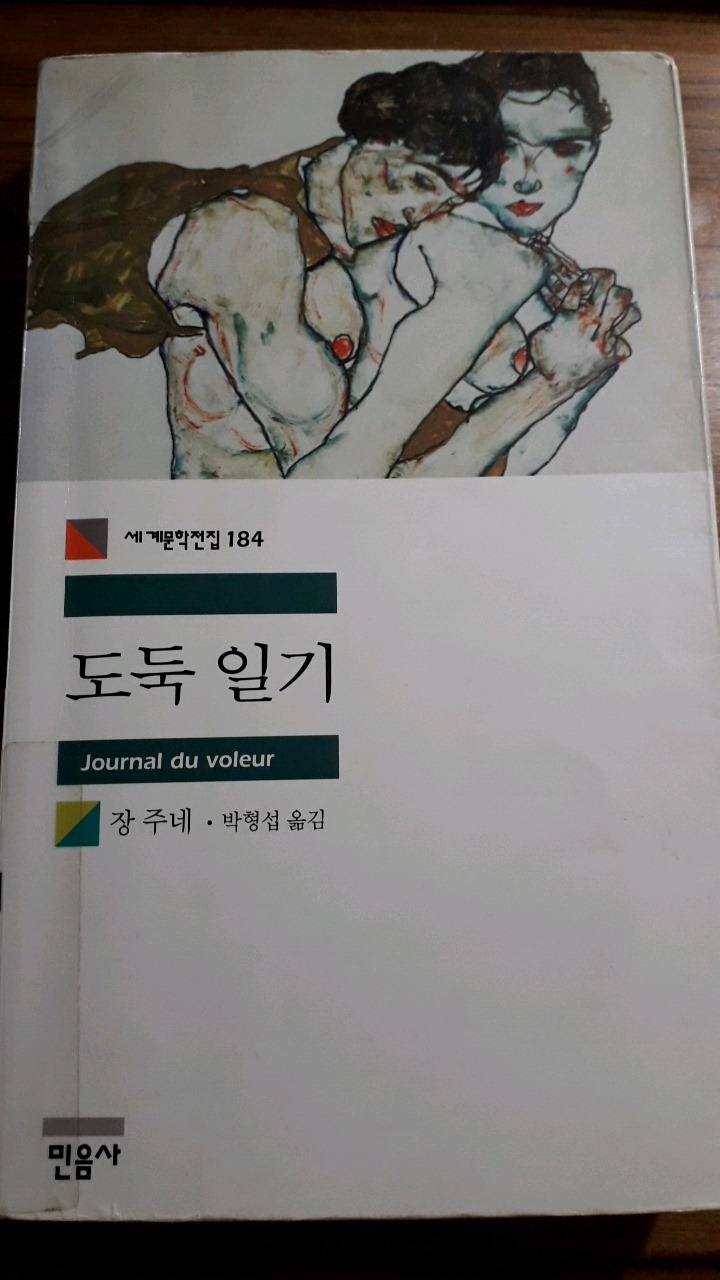 세계문학전집 184
도둑 일기
Journal du voleur
장 주네 · 박형섭 옮김
민음사